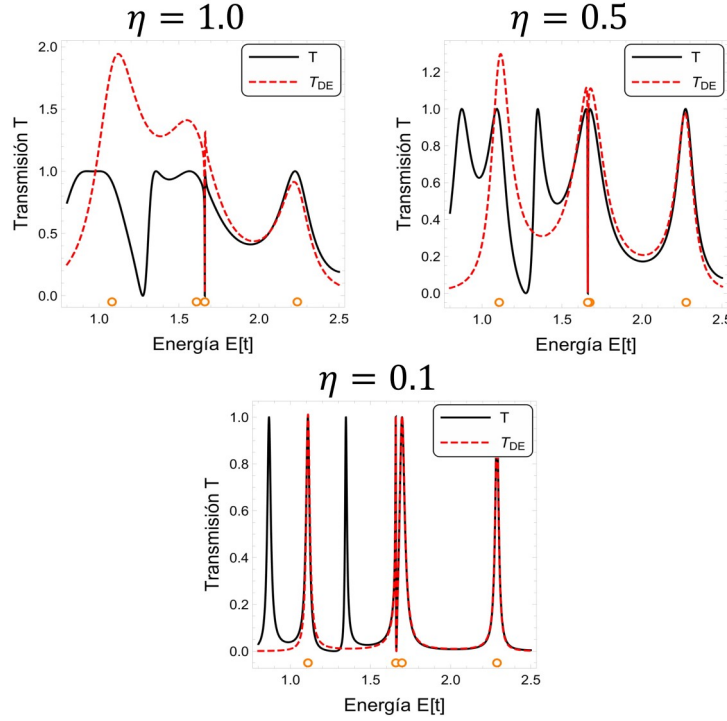 η = 1.0
2.0
1.5
1.0
0.5
0.0
Transmisión T
T
T_DE
1.0
1.5
2.0
2.5
Energía E[t]
η = 0.5
1.2
1.0
0.8
0.6
0.4
0.2
0.0
Transmisión T
T
T_DE
1.0
1.5
2.0
2.5
Energía E[t]
η = 0.1
1.0
0.8
0.6
0.4
0.2
0.0
Transmisión T
T
T_DE
1.0
1.5
2.0
2.5
Energía E[t]